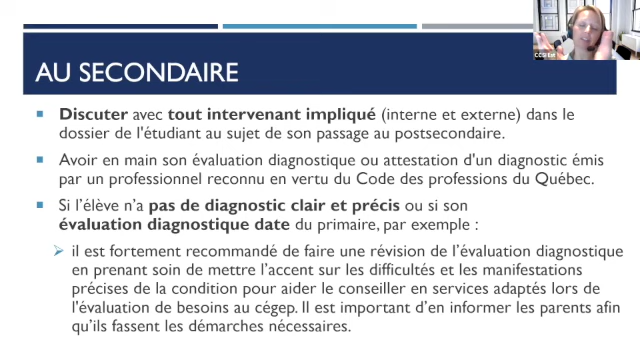 AU SECONDAIRE
Discuter avec tout intervenant impliqué (interne et externe) dans le
dossier de l'étudiant au sujet de son passage au postsecondaire.
Avoir en main son évaluation diagnostique ou attestation d'un diagnostic émis
par un professionnel reconnu en vertu du Code des professions du Québec.
Si l'élève n'a pas de diagnostic clair et précis ou si son
évaluation diagnostique date du primaire, par exemple :
il est fortement recommandé de faire une révision de l'évaluation diagnostique
en prenant soin de mettre l'accent sur les difficultés et les manifestations
précises de la condition pour aider le conseiller en services adaptés lors de
l'évaluation de besoins au cégep. Il est important d'en informer les parents afin
qu'ils fassent les démarches nécessaires.